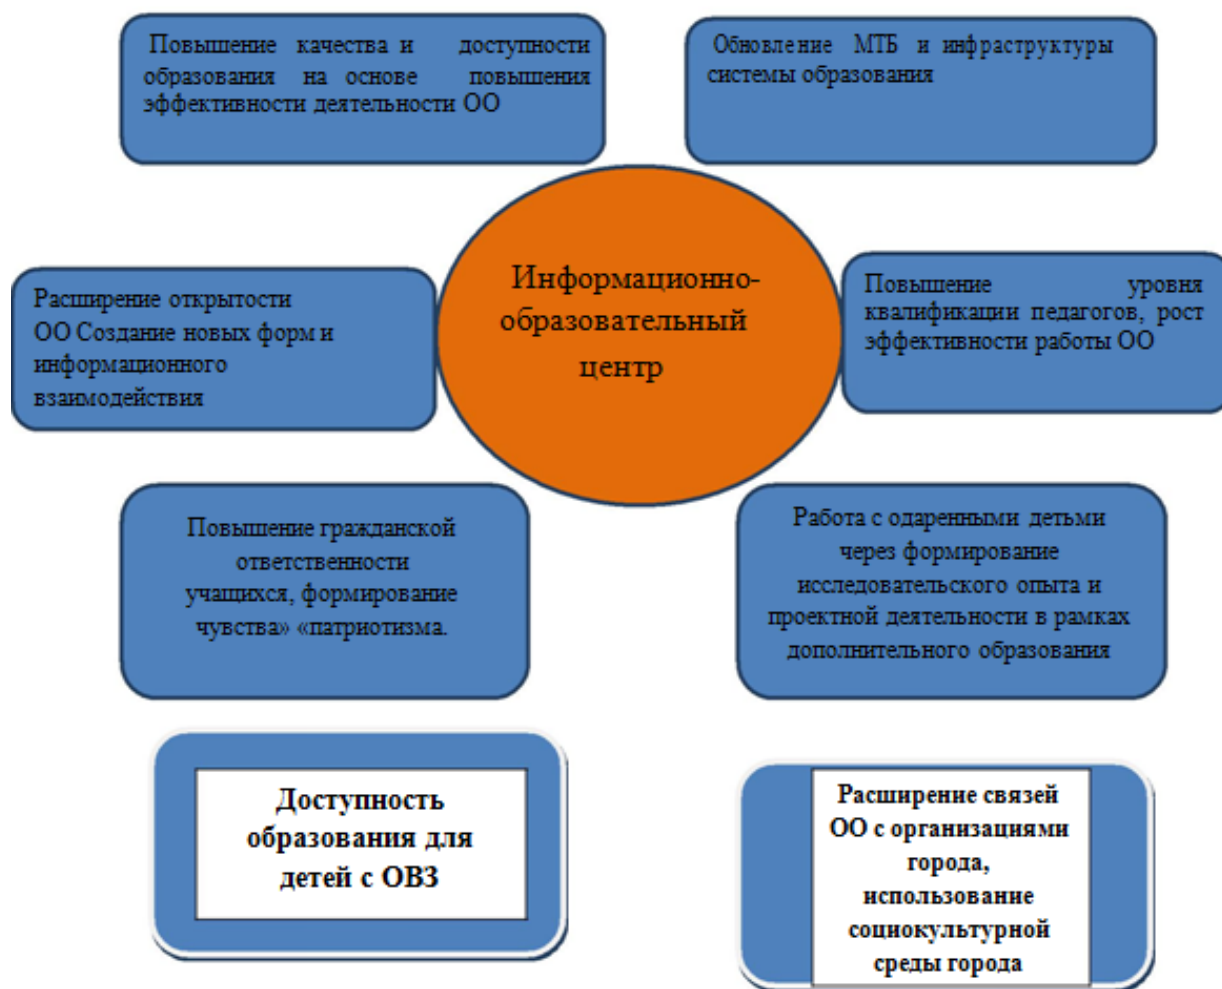 Повышение качества и доступности
образования на основе повышения
эффективности деятельности ОО
Обновление МТБ и инфраструктуры
системы образования
Информационно-
образовательный
центр
Расширение открытости
ОО Создание новых форм и
информационного
взаимодействия
Повышение уровня
квалификации педагогов, рост
эффективности работы ОО
Повышение гражданской
ответственности
учащихся, формирование
чувства» «патриотизма.
Работа с одаренными детьми
через формирование
исследовательского опыта и
проектной деятельности в рамках
дополнительного образования
Доступность
образования для
детей с ОВЗ
Расширение связей
ОО с организациями
города,
использование
социокультурной
среды города